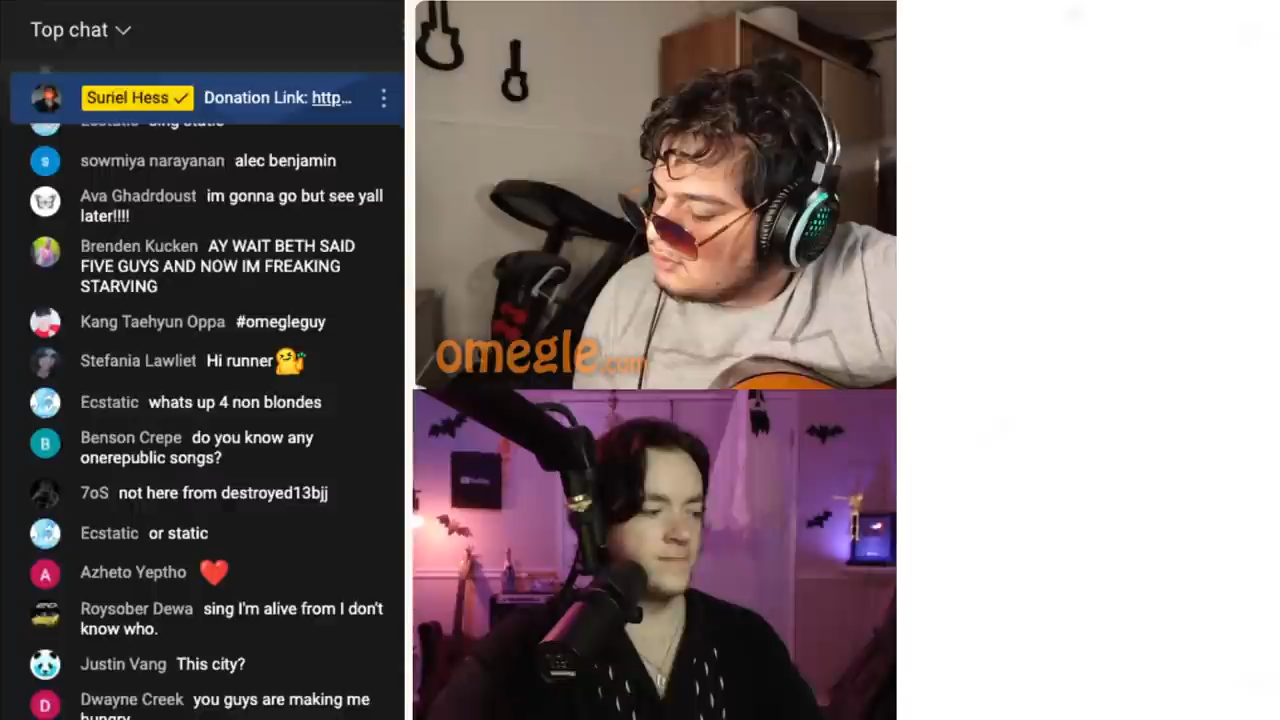 Top chat
Suriel Hess Donation Link: http...
Ecstatic sing static
sowmiya narayanan alec benjamin
Ava Ghadrdoust im gonna go but see yall
later!!!!
Brenden Kucken AY WAIT BETH SAID
FIVE GUYS AND NOW IM FREAKING
STARVING
Kang Taehyun Oppa #omegleguy
Stefania Lawliet Hi runner
Ecstatic whats up 4 non blondes
B
Benson Crepe do you know any
onerepublic songs?
7oS not here from destroyed13bjj
Ecstatic or static
A
Azheto Yeptho
Roysober Dewa sing I'm alive from I don't
know who.
Justin Vang This city?
D
Dwayne Creek you guys are making me
hungry
omegle.com